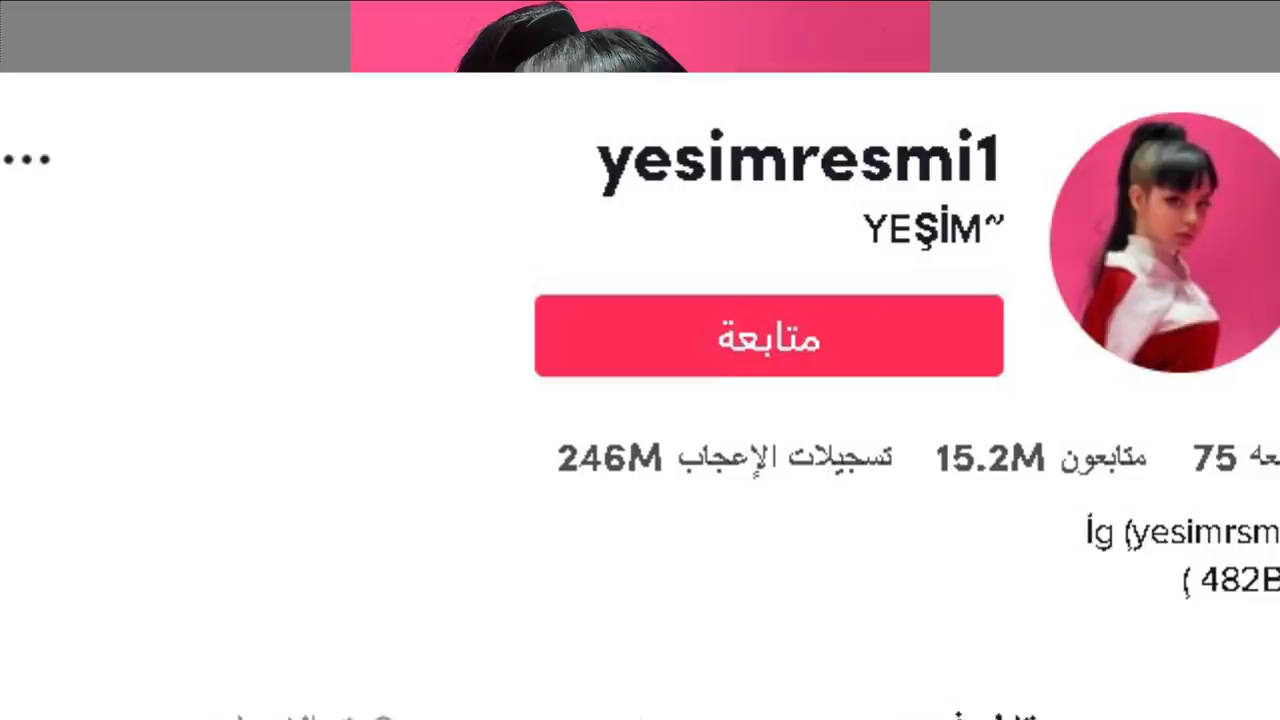 yesimresmi1
YEŞİM~
متابعة
75 متابعون 15.2M تسجيلات الإعجاب 246M
İg (yesimrsm
( 482B